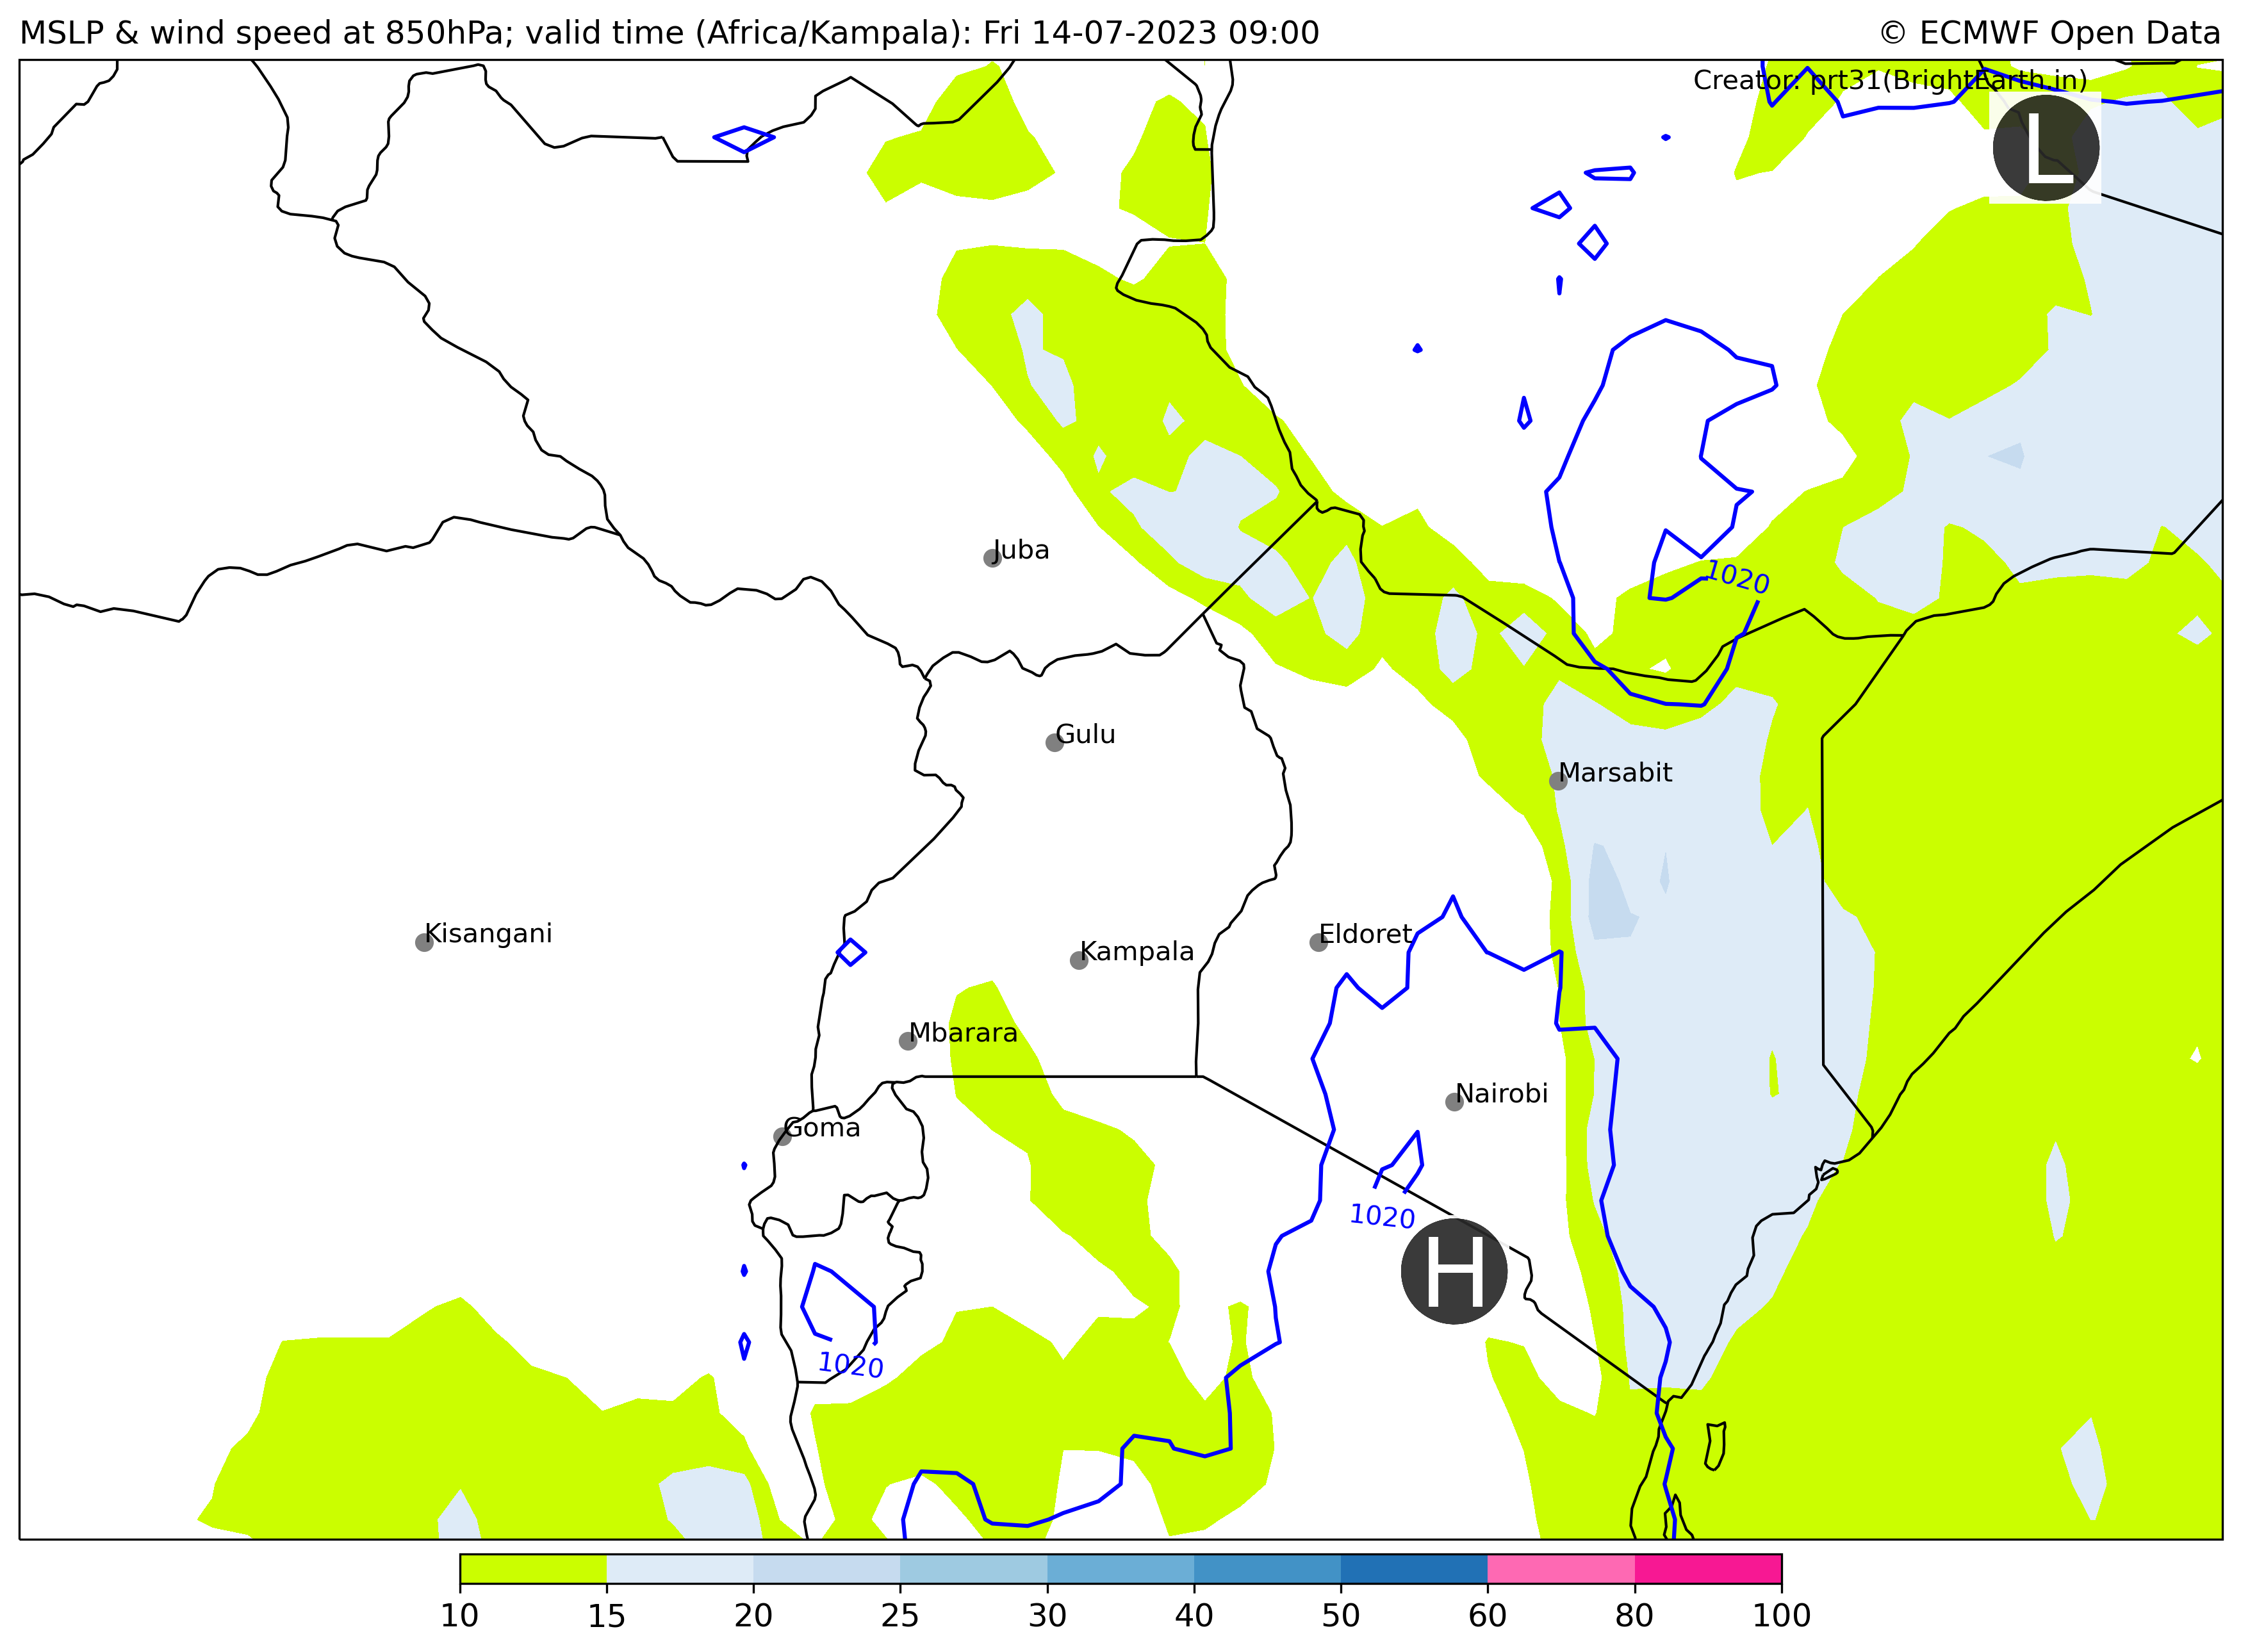 MSLP & wind speed at 850hPa; valid time (Africa/Kampala): Fri 14-07-2023 09:00
© ECMWF Open Data
Creator: prt31(BrightEarth.in)
L
Juba
1020
Gulu
Marsabit
Kisangani
Eldoret
Kampala
Mbarara
Nairobi
Goma
1020
H
1020
10 15 20 25 30 40 50 60 80 100